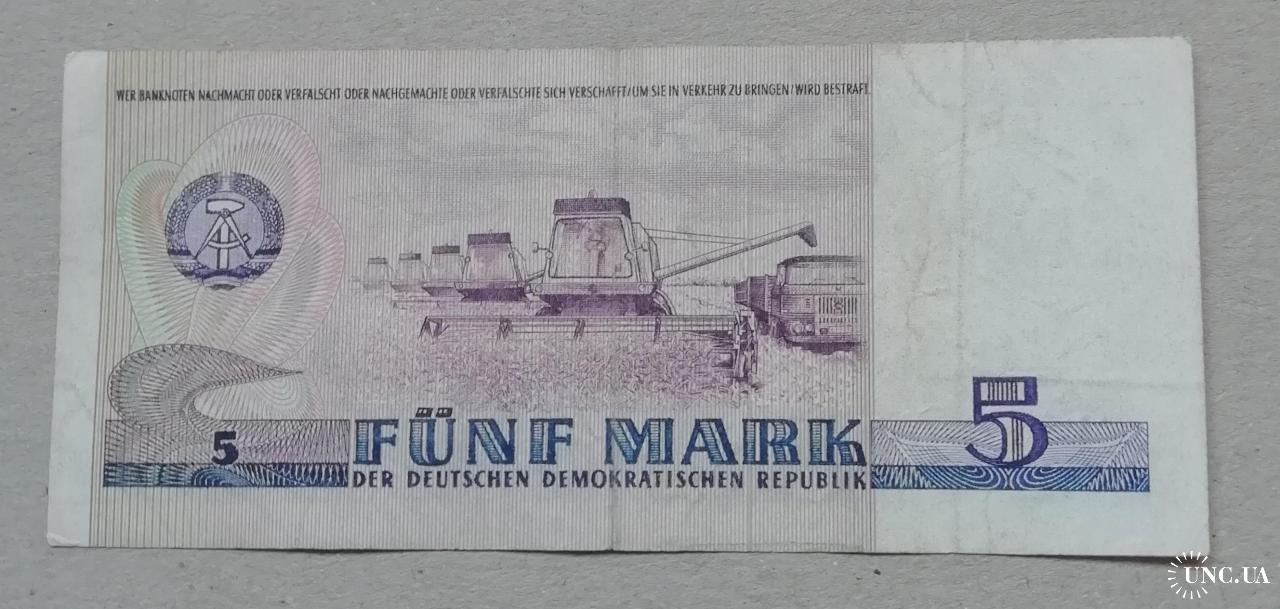 WER BANKNOTEN NACHMACHT ODER VERFÄLSCHT ODER NACHGEMACHTE ODER VERFÄLSCHTE SICH VERSCHAFFT/UM SIE IN VERKEHR ZU BRINGEN/WIRD BESTRAFT
5
5
FÜNF MARK
DER DEUTSCHEN DEMOKRATISCHEN REPUBLIK
UNC.UA